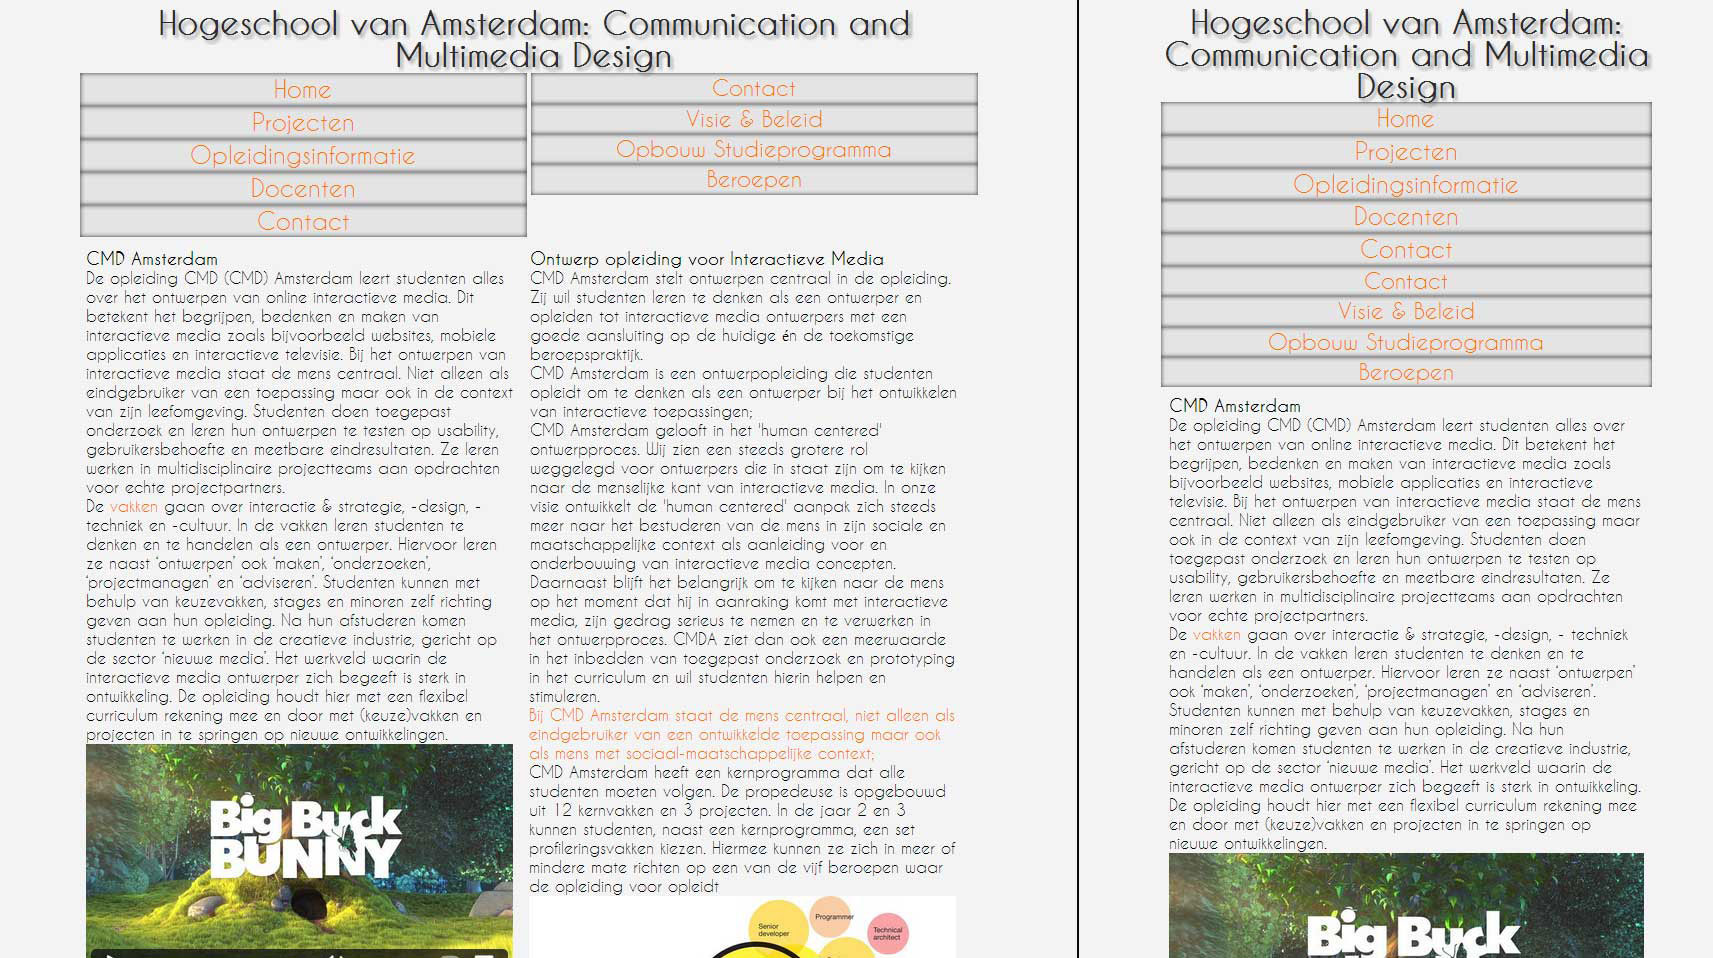 Hogeschool van Amsterdam: Communication and
Multimedia Design
Home
Projecten
Opleidingsinformatie
Docenten
Contact
Contact
Visie & Beleid
Opbouw Studieprogramma
Beroepen
CMD Amsterdam
De opleiding CMD (CMD) Amsterdam leert studenten alles
over het ontwerpen van online interactieve media. Dit
betekent het begrijpen, bedenken en maken van
interactieve media zoals bijvoorbeeld websites, mobiele
applicaties en interactieve televisie. Bij het ontwerpen van
interactieve media staat de mens centraal. Niet alleen als
eindgebruiker van een toepassing maar ook in de context
van zijn leefomgeving. Studenten doen toegepast
onderzoek en leren hun ontwerpen te testen op usability,
gebruikersbehoefte en meetbare eindresultaten. Ze leren
werken in multidisciplinaire projectteams aan opdrachten
voor echte projectpartners.
De vakken gaan over interactie & strategie, -design, -
techniek en -cultuur. In de vakken leren studenten te
denken en te handelen als een ontwerper. Hiervoor leren
ze naast ‘ontwerpen’ ook ‘maken’, ‘onderzoeken’,
‘projectmanagen’ en ‘adviseren’. Studenten kunnen met
behulp van keuzevakken, stages en minoren zelf richting
geven aan hun opleiding. Na hun afstuderen komen
studenten te werken in de creatieve industrie, gericht op
de sector ‘nieuwe media’. Het werkveld waarin de
interactieve media ontwerper zich begeeft is sterk in
ontwikkeling. De opleiding houdt hier met een flexibel
curriculum rekening mee en door met (keuze)vakken en
projecten in te springen op nieuwe ontwikkelingen.
Big Buck
BUNNY
Ontwerp opleiding voor Interactieve Media
CMD Amsterdam stelt ontwerpen centraal in de opleiding.
Zij wil studenten leren te denken als een ontwerper en
opleiden tot interactieve media ontwerpers met een
goede aansluiting op de huidige én de toekomstige
beroepspraktijk.
CMD Amsterdam is een ontwerpopleiding die studenten
opleidt om te denken als een ontwerper bij het ontwikkelen
van interactieve toepassingen;
CMD Amsterdam gelooft in het 'human centered'
ontwerpproces. Wij zien een steeds grotere rol
weggelegd voor ontwerpers die in staat zijn om te kijken
naar de menselijke kant van interactieve media. In onze
visie ontwikkelt de 'human centered' aanpak zich steeds
meer naar het bestuderen van de mens in zijn sociale en
maatschappelijke context als aanleiding voor en
onderbouwing van interactieve media concepten.
Daarnaast blijft het belangrijk om te kijken naar de mens
op het moment dat hij in aanraking komt met interactieve
media, zijn gedrag serieus te nemen en te verwerken in
het ontwerpproces. CMDA ziet dan ook een meerwaarde
in het inbedden van toegepast onderzoek en prototyping
in het curriculum en wil studenten hierin helpen en
stimuleren.
Bij CMD Amsterdam staat de mens centraal, niet alleen als
eindgebruiker van een ontwikkelde toepassing maar ook
als mens met sociaal-maatschappelijke context;
CMD Amsterdam heeft een kernprogramma dat alle
studenten moeten volgen. De propedeuse is opgebouwd
uit 12 kernvakken en 3 projecten. In de jaar 2 en 3
kunnen studenten, naast een kernprogramma, een set
profileringsvakken kiezen. Hiermee kunnen ze zich in meer of
mindere mate richten op een van de vijf beroepen waar
de opleiding voor opleidt
Senior
developer
Programmer
Technical
architect
Hogeschool van Amsterdam:
Communication and Multimedia
Design
Home
Projecten
Opleidingsinformatie
Docenten
Contact
Contact
Visie & Beleid
Opbouw Studieprogramma
Beroepen
CMD Amsterdam
De opleiding CMD (CMD) Amsterdam leert studenten alles over
het ontwerpen van online interactieve media. Dit betekent het
begrijpen, bedenken en maken van interactieve media zoals
bijvoorbeeld websites, mobiele applicaties en interactieve
televisie. Bij het ontwerpen van interactieve media staat de mens
centraal. Niet alleen als eindgebruiker van een toepassing maar
ook in de context van zijn leefomgeving. Studenten doen
toegepast onderzoek en leren hun ontwerpen te testen op
usability, gebruikersbehoefte en meetbare eindresultaten. Ze
leren werken in multidisciplinaire projectteams aan opdrachten
voor echte projectpartners.
De vakken gaan over interactie & strategie, -design, - techniek
en -cultuur. In de vakken leren studenten te denken en te
handelen als een ontwerper. Hiervoor leren ze naast ‘ontwerpen’
ook ‘maken’, ‘onderzoeken’, ‘projectmanagen’ en ‘adviseren’.
Studenten kunnen met behulp van keuzevakken, stages en
minoren zelf richting geven aan hun opleiding. Na hun
afstuderen komen studenten te werken in de creatieve industrie,
gericht op de sector ‘nieuwe media’. Het werkveld waarin de
interactieve media ontwerper zich begeeft is sterk in ontwikkeling.
De opleiding houdt hier met een flexibel curriculum rekening mee
en door met (keuze)vakken en projecten in te springen op
nieuwe ontwikkelingen.
Big Buck